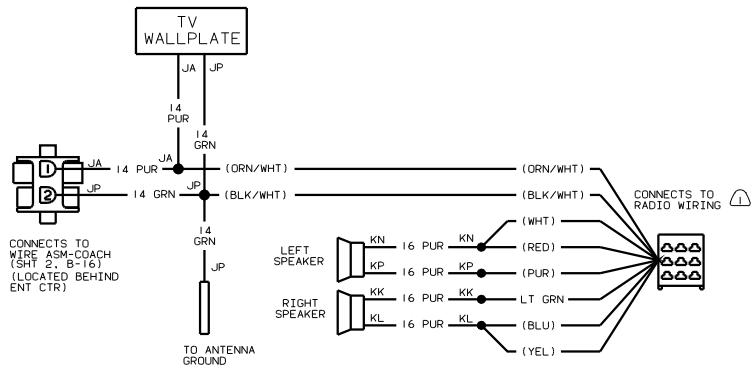 TV
WALLPLATE
JA
JP
14
PUR
14
GRN
1
JA
14 PUR
JA
(ORN/WHT)
(ORN/WHT)
2
JP
14 GRN
JP
(BLK/WHT)
(BLK/WHT)
CONNECTS TO
RADIO WIRING 1
CONNECTS TO
WIRE ASM-COACH
(SHT 2, B-16)
(LOCATED BEHIND
ENT CTR)
14
GRN
JP
TO ANTENNA
GROUND
LEFT
SPEAKER
KN
16 PUR
KN
(WHT)
(RED)
KP
16 PUR
KP
(PUR)
RIGHT
SPEAKER
KK
16 PUR
KK
LT GRN
KL
16 PUR
KL
(BLU)
(YEL)